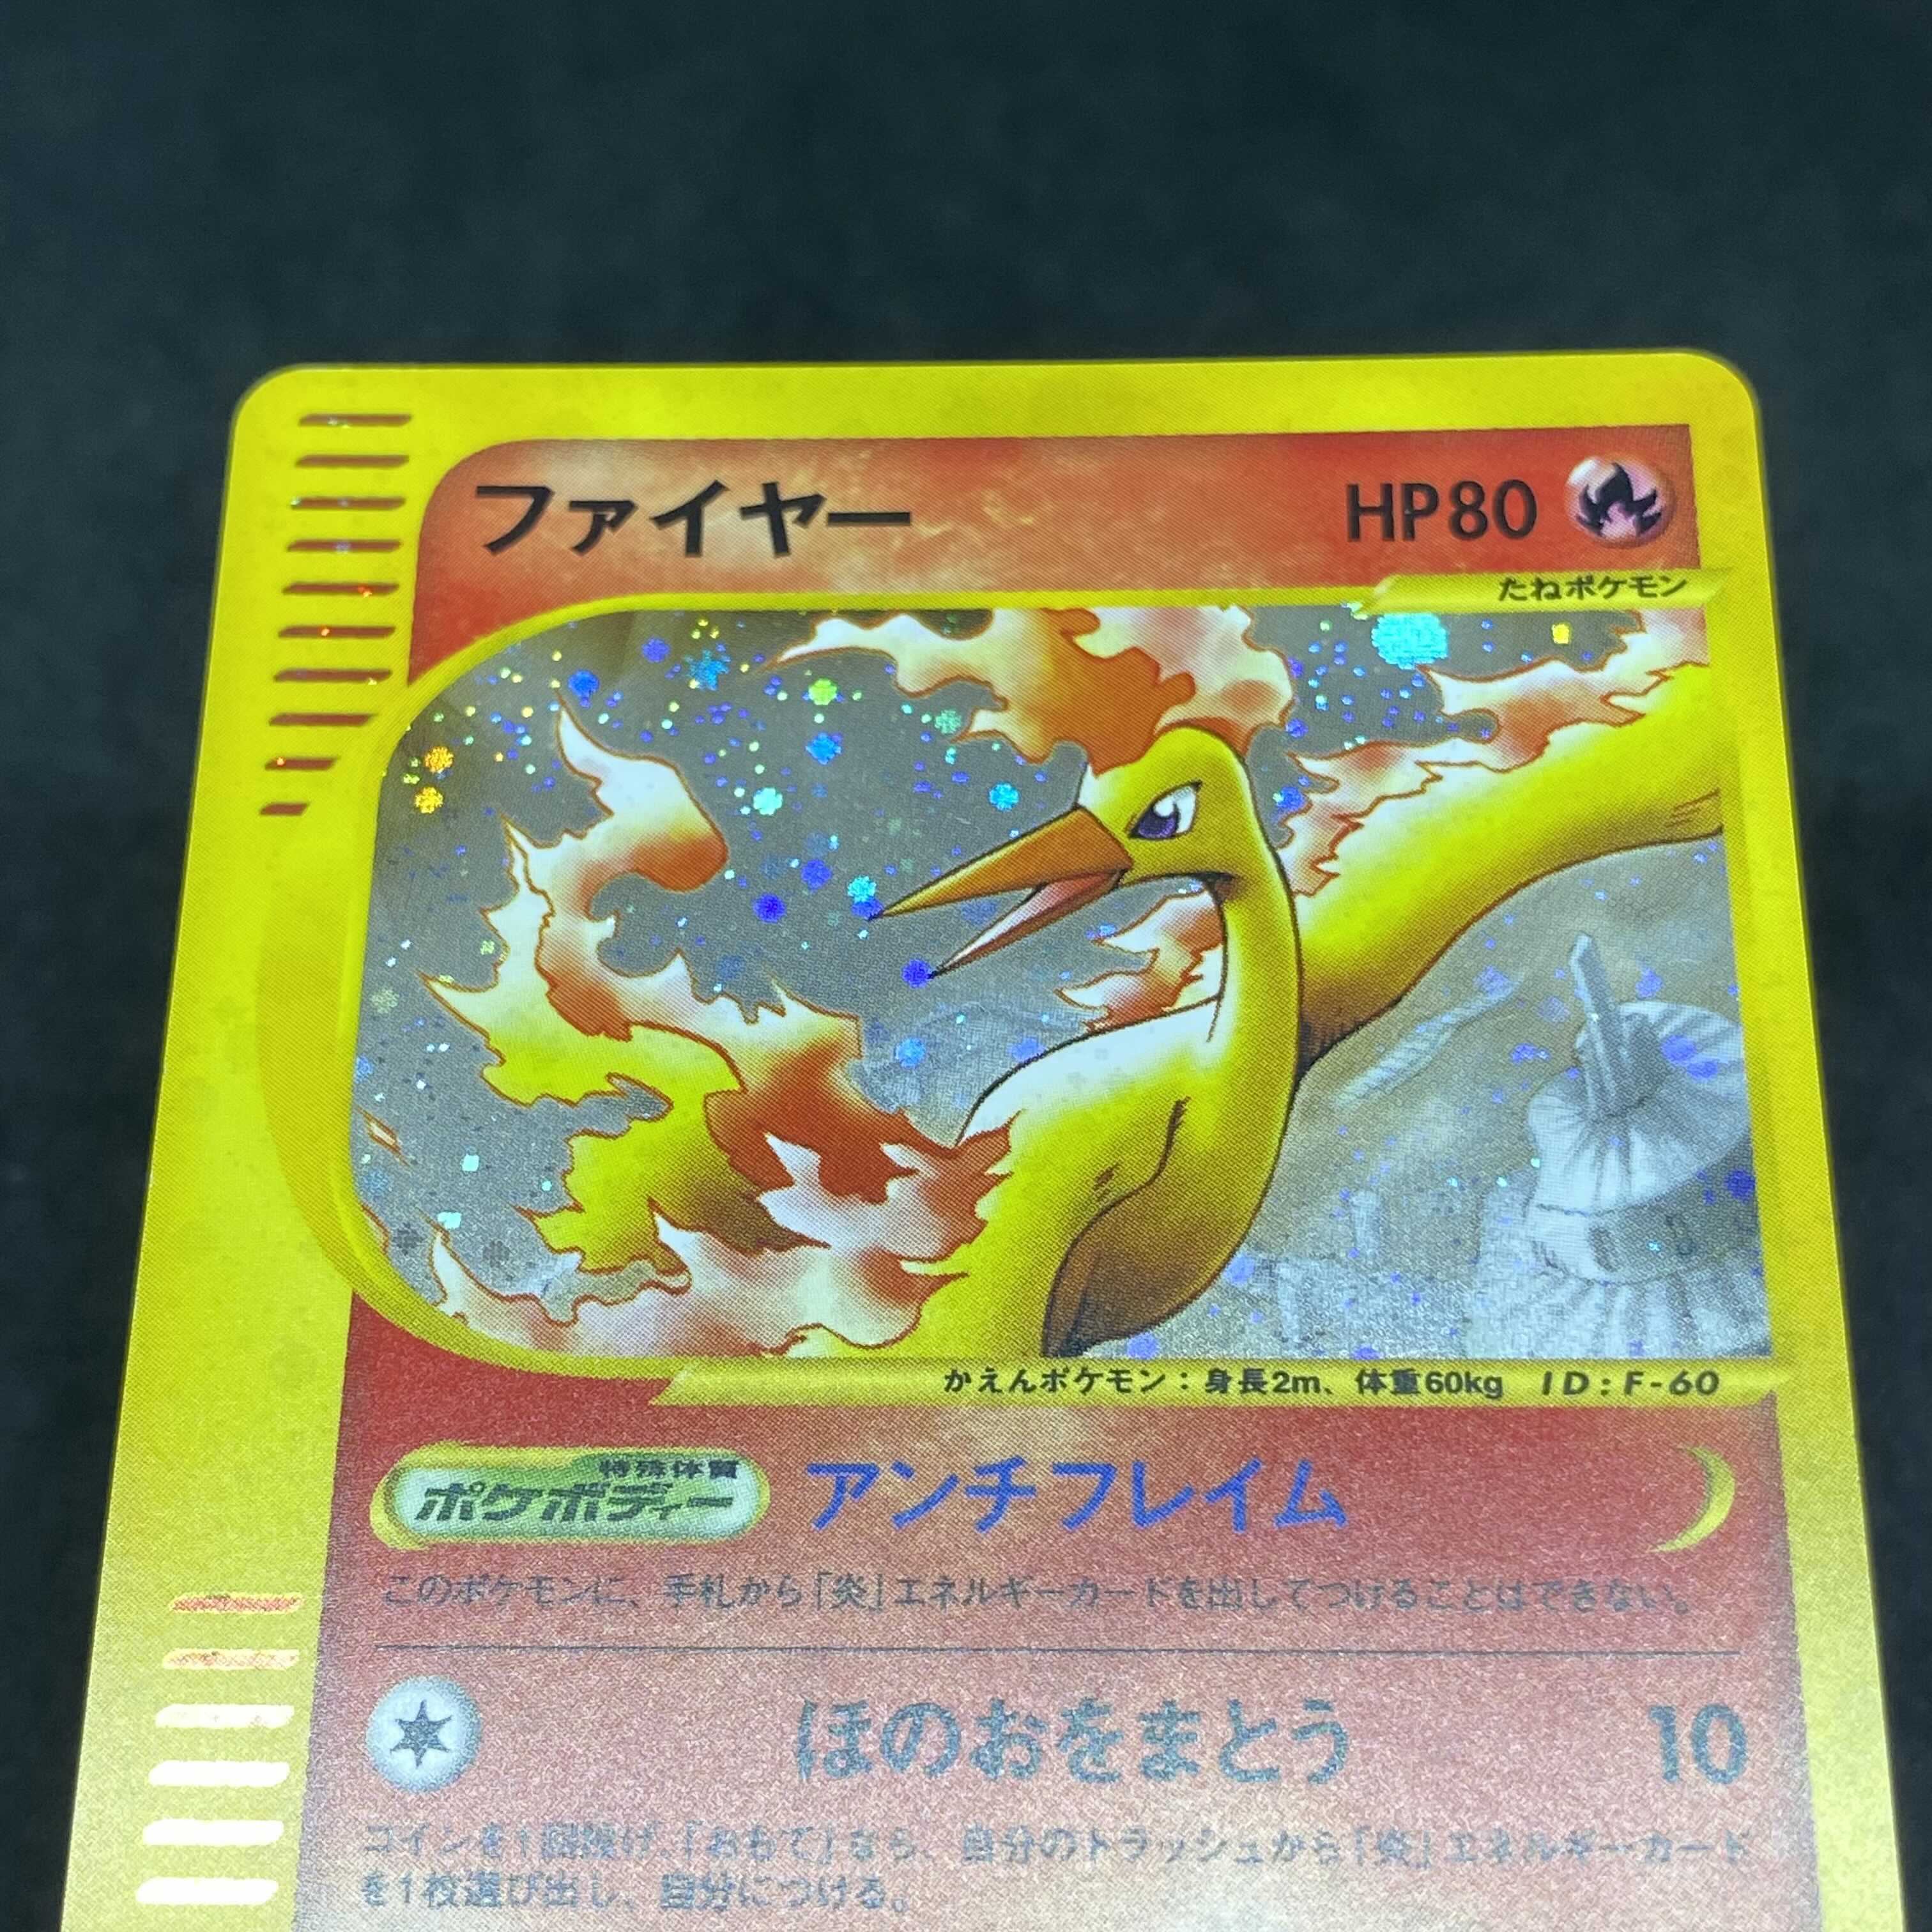 ファイヤー HP80
たねポケモン
かえんポケモン：身長2m、体重60kg ID:F-60
特殊体質
ポケボディー アンチフレイム
このポケモンに、手札から「炎」エネルギーカードを出してつけることはできない。
ほのおをまとう 10
コインを1回投げ、「おもて」なら、自分のトラッシュから「炎」エネルギーカード
を1枚選び出し、自分につける。